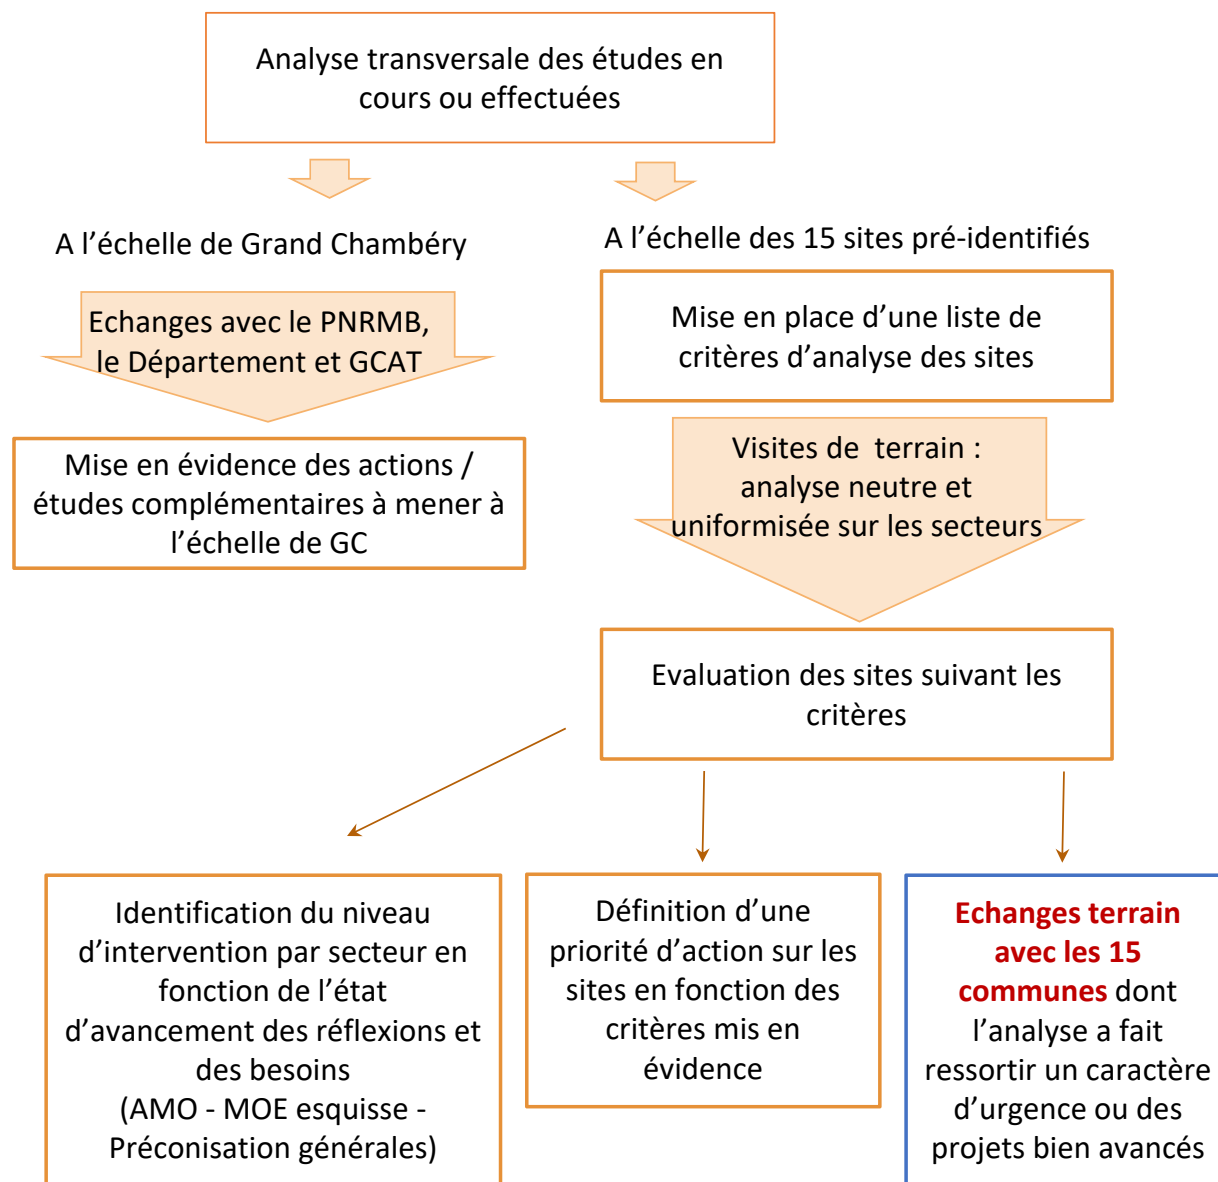 Analyse transversale des études en
cours ou effectuées
A l’échelle de Grand Chambéry
Echanges avec le PNRMB,
le Département et GCAT
Mise en évidence des actions /
études complémentaires à mener à
l’échelle de GC
A l’échelle des 15 sites pré-identifiés
Mise en place d’une liste de
critères d’analyse des sites
Visites de  terrain :
analyse neutre et
uniformisée sur les secteurs
Evaluation des sites suivant les
critères
Identification du niveau
d’intervention par secteur en
fonction de l’état
d’avancement des réflexions et
des besoins
(AMO - MOE esquisse -
Préconisation générales)
Définition d’une
priorité d’action sur les
sites en fonction des
critères mis en
évidence
Echanges terrain
avec les 15
communes dont
l’analyse a fait
ressortir un caractère
d’urgence ou des
projets bien avancés